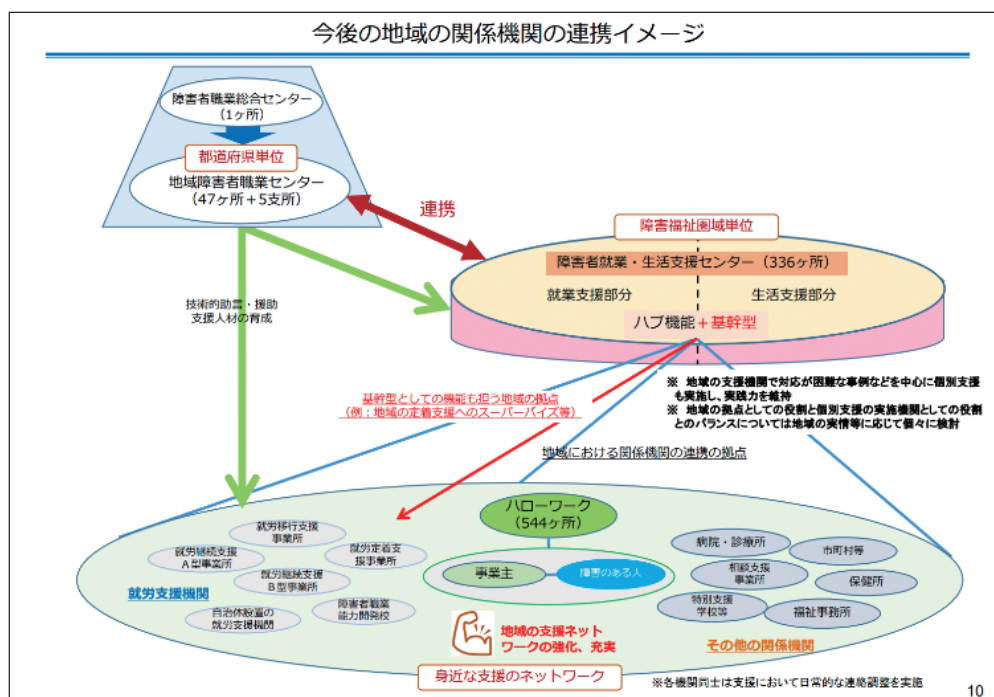 今後の地域の関係機関の連携イメージ
障害者職業総合センター
（1ヶ所）
都道府県単位
地域障害者職業センター
（47ヶ所＋5支所）
連携
障害福祉圏域単位
障害者就業・生活支援センター（336ヶ所）
就業支援部分
生活支援部分
ハブ機能＋基幹型
技術的助言・援助
支援人材の育成
基幹型としての機能も担う地域の拠点
（例：地域の定着支援へのスーパーバイズ等）
※ 地域の支援機関で対応が困難な事例などを中心に個別支援
も実施し、実践力を維持
※ 地域の拠点としての役割と個別支援の実施機関としての役割
とのバランスについては地域の実情等に応じて個々に検討
地域における関係機関の連携の拠点
ハローワーク
（544ヶ所）
事業主
障害のある人
就労移行支援
事業所
就労継続支援
A型事業所
就労定着支
援事業所
就労継続支援
B型事業所
就労支援機関
自治体設置の
就労支援機関
障害者職業
能力開発校
病院・診療所
市町村等
相談支援
事業所
保健所
特別支援
学校等
福祉事務所
地域の支援ネット
ワークの強化、充実
その他の関係機関
身近な支援のネットワーク
※各機関同士は支援において日常的な連絡調整を実施
10